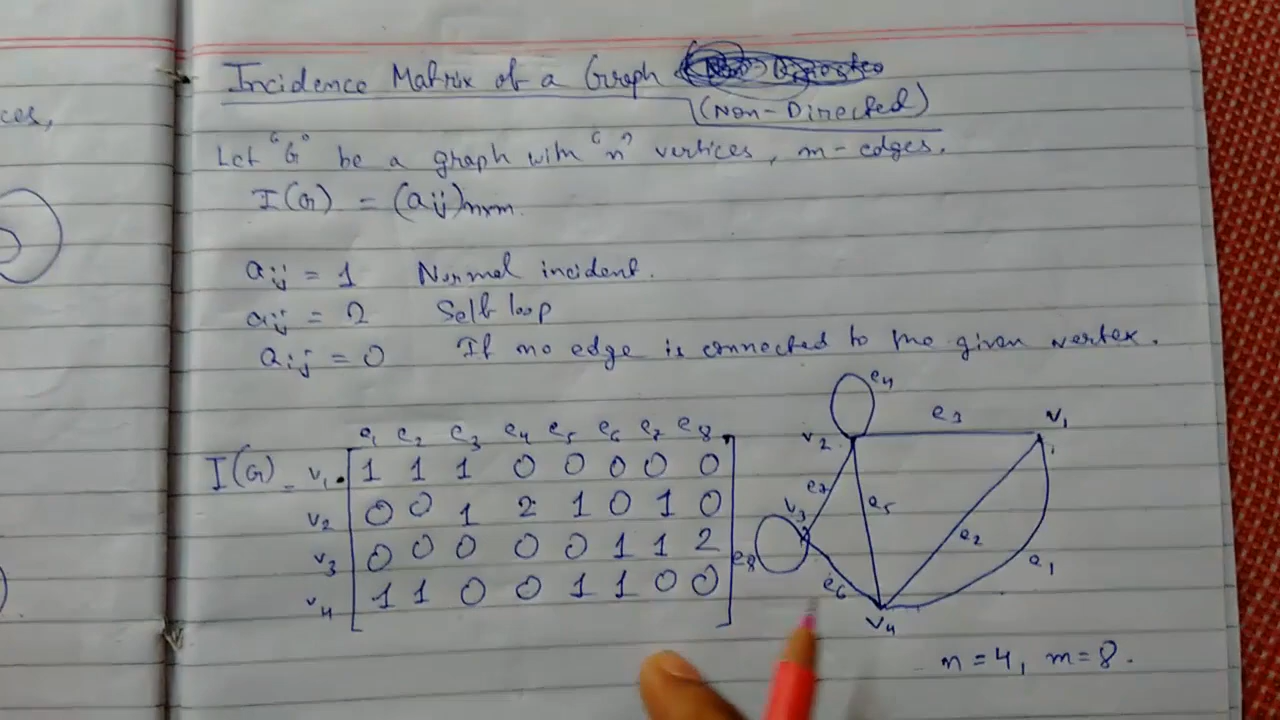 ces,
Incidence Matrix of a Graph
(Non-Directed)
Let "G" be a graph with "n" vertices, m-edges.
I(G) = (aij)nxm.
aij = 1 Normal incident.
aij = 2 Self loop
aij = 0 If no edge is connected to the given vertex.
e1 e2 e3 e4 e5 e6 e7 e8
I(G) = v1 1 1 1 0 0 0 0 0
v2 0 0 1 2 1 0 1 0
v3 0 0 0 0 0 1 1 2
v4 1 1 0 0 1 1 0 0
e4
v2 e3 v1
e7 e5
v3 e2
e8 e6 e1
v4
n = 4, m = 8.